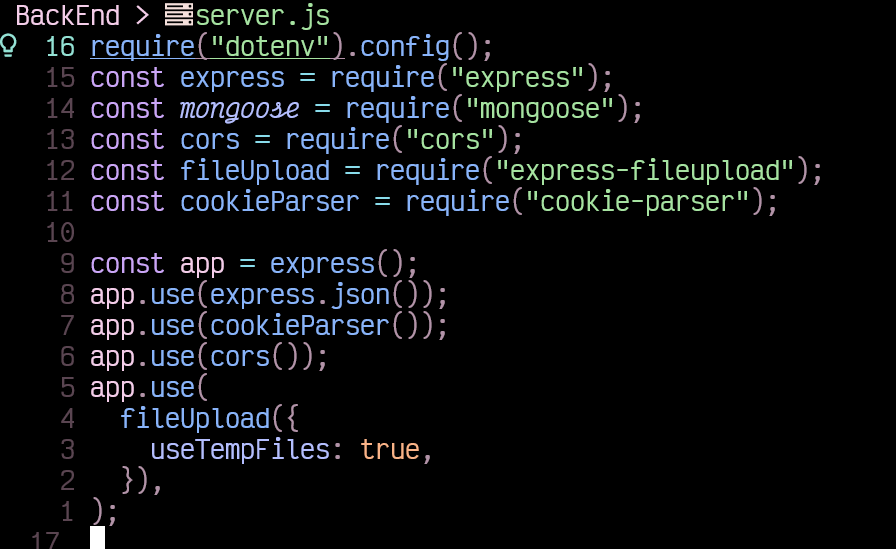 BackEnd > server.js
16 require("dotenv").config();
15 const express = require("express");
14 const mongoose = require("mongoose");
13 const cors = require("cors");
12 const fileUpload = require("express-fileupload");
11 const cookieParser = require("cookie-parser");
10
9 const app = express();
8 app.use(express.json());
7 app.use(cookieParser());
6 app.use(cors());
5 app.use(
4   fileUpload({
3     useTempFiles: true,
2   }),
1 );
17